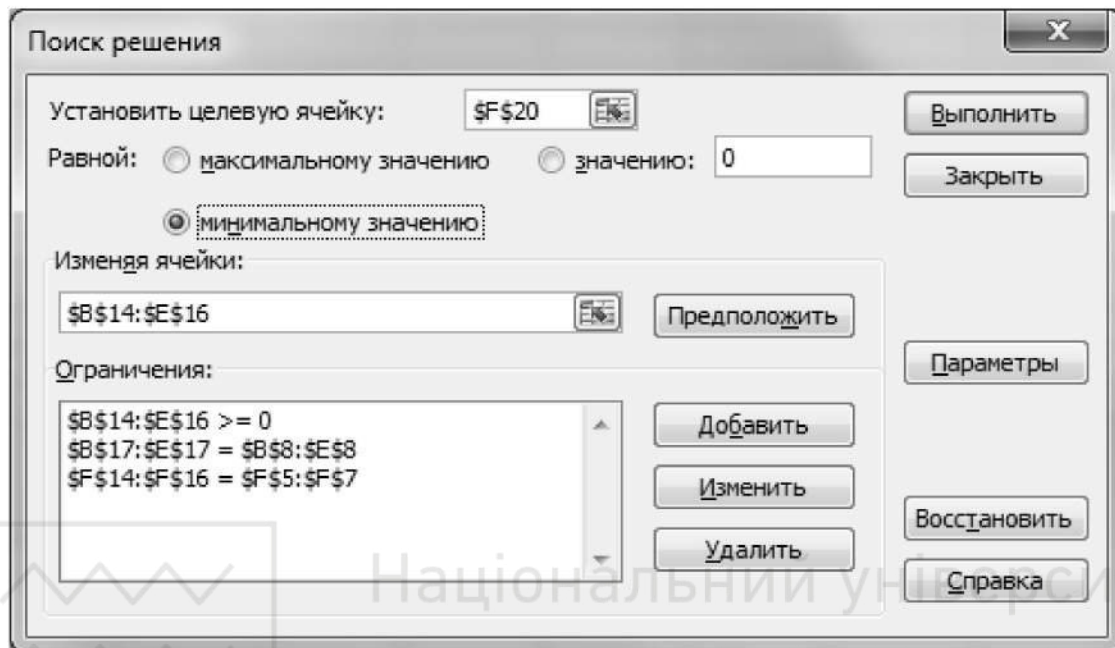 Поиск решения
x
Установить целевую ячейку: $F$20
Выполнить
Равной: максимальному значению значению: 0
Закрыть
минимальному значению
Изменяя ячейки:
$B$14:$E$16
Предположить
Параметры
Ограничения:
$B$14:$E$16 >= 0
$B$17:$E$17 = $B$8:$E$8
$F$14:$F$16 = $F$5:$F$7
Добавить
Изменить
Удалить
Восстановить
Справка
Національний універси